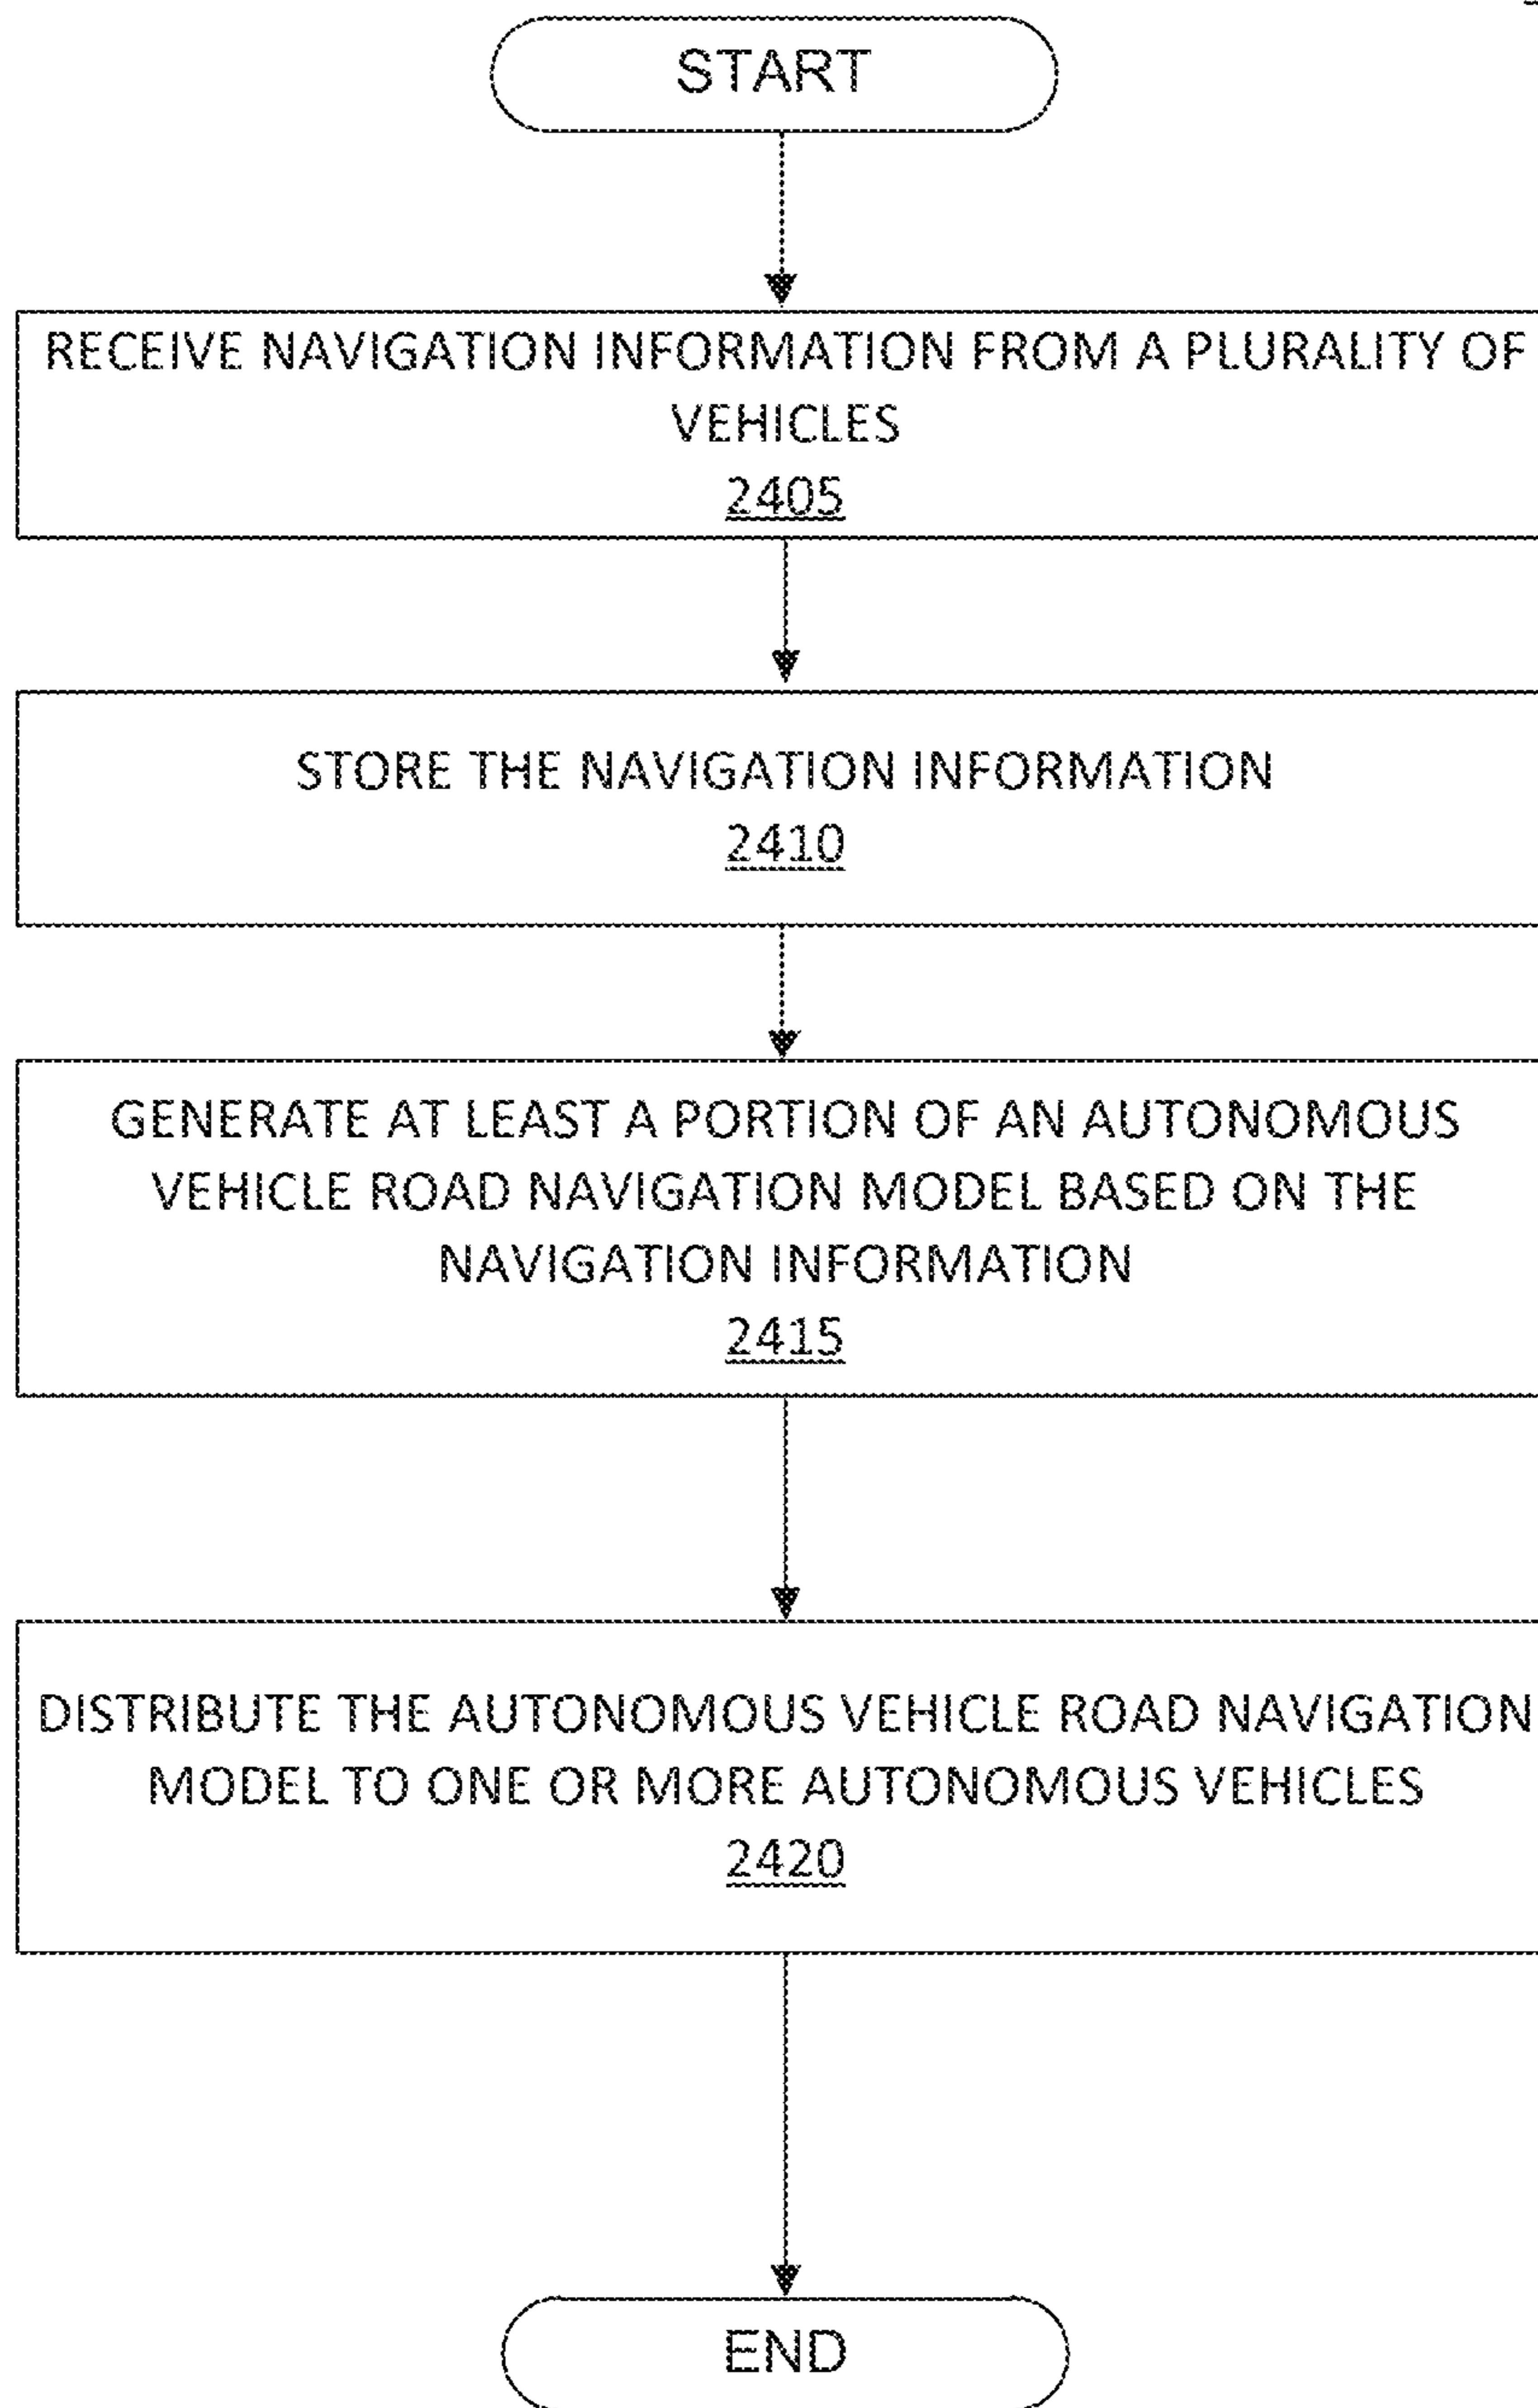 START
RECEIVE NAVIGATION INFORMATION FROM A PLURALITY OF
VEHICLES
2405
STORE THE NAVIGATION INFORMATION
2410
GENERATE AT LEAST A PORTION OF AN AUTONOMOUS
VEHICLE ROAD NAVIGATION MODEL BASED ON THE
NAVIGATION INFORMATION
2415
DISTRIBUTE THE AUTONOMOUS VEHICLE ROAD NAVIGATION
MODEL TO ONE OR MORE AUTONOMOUS VEHICLES
2420
END